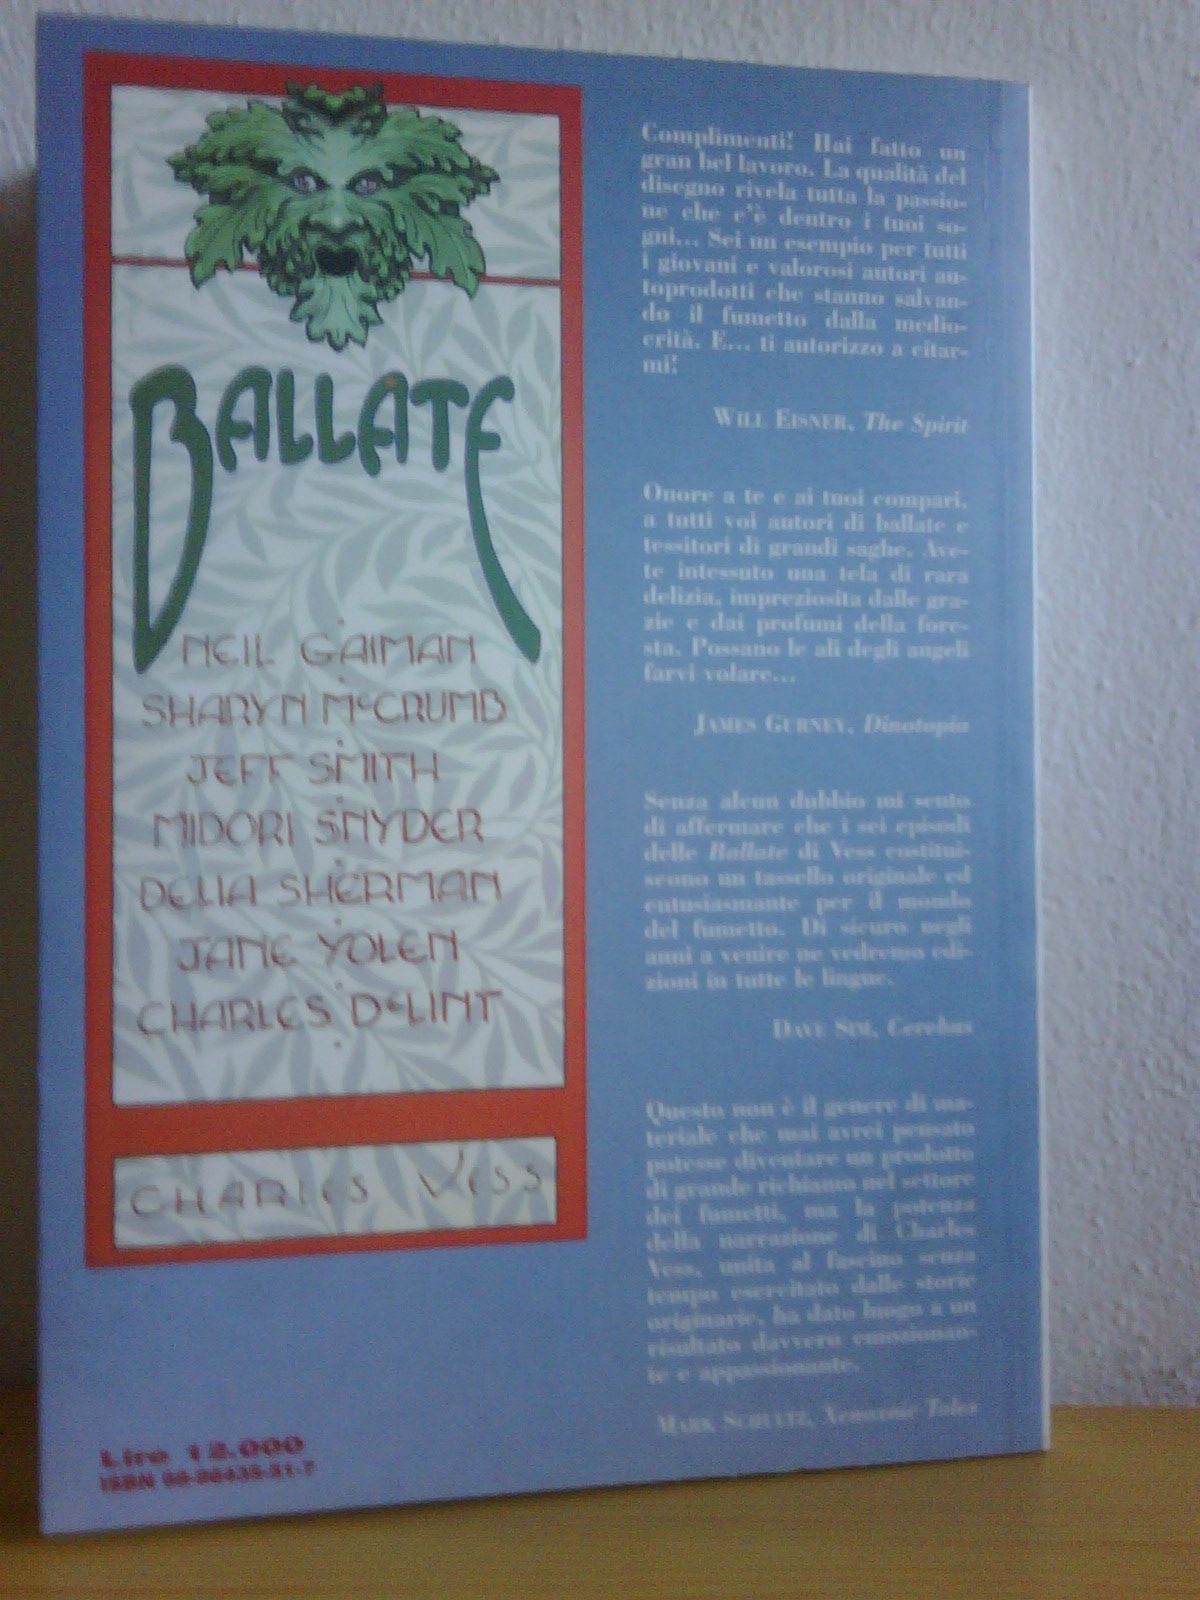 BALLATE
NEIL GAIMAN
SHARYN McCRUMB
JEFF SMITH
MIDORI SNYDER
DELIA SHERMAN
JANE YOLEN
CHARLES DeLINT
CHARLES VESS
Lire 12.000
ISBN
Complimenti! Hai fatto un
gran bel lavoro. La qualità del
disegno rivela tutta la passio-
ne che c'è dentro i tuoi so-
gni... Sei un esempio per tutti
i giovani e valorosi autori au-
toprodotti che stanno salvan-
do il fumetto dalla medio-
crità. E... ti autorizzo a citar-
mi!
WILL EISNER, The Spirit
Onore a te e ai tuoi compari,
a tutti voi autori di ballate e
tessitori di grandi saghe. Ave-
te intessuto una tela di rara
delizia, impreziosita dalle gra-
zie e dai profumi della fore-
sta. Possano le ali degli angeli
farvi volare...
JAMES GURNEY, Dinotopia
Senza alcun dubbio mi sento
di affermare che i sei episodi
delle Ballate di Vess costitui-
scono un tassello originale ed
entusiasmante per il mondo
del fumetto. Di sicuro negli
anni a venire ne vedremo edi-
zioni in tutte le lingue.
DAVE SIM, Cerebus
Questo non è il genere di ma-
teriale che mai avrei pensato
potesse diventare un prodotto
di grande richiamo nel settore
dei fumetti, ma la potenza
della narrazione di Charles
Vess, unita al fascino senza
tempo esercitato dalle storie
originarie, ha dato luogo a un
risultato davvero emozionan-
te e appassionante.
MARK SCHULTZ, Xenozoic Tales